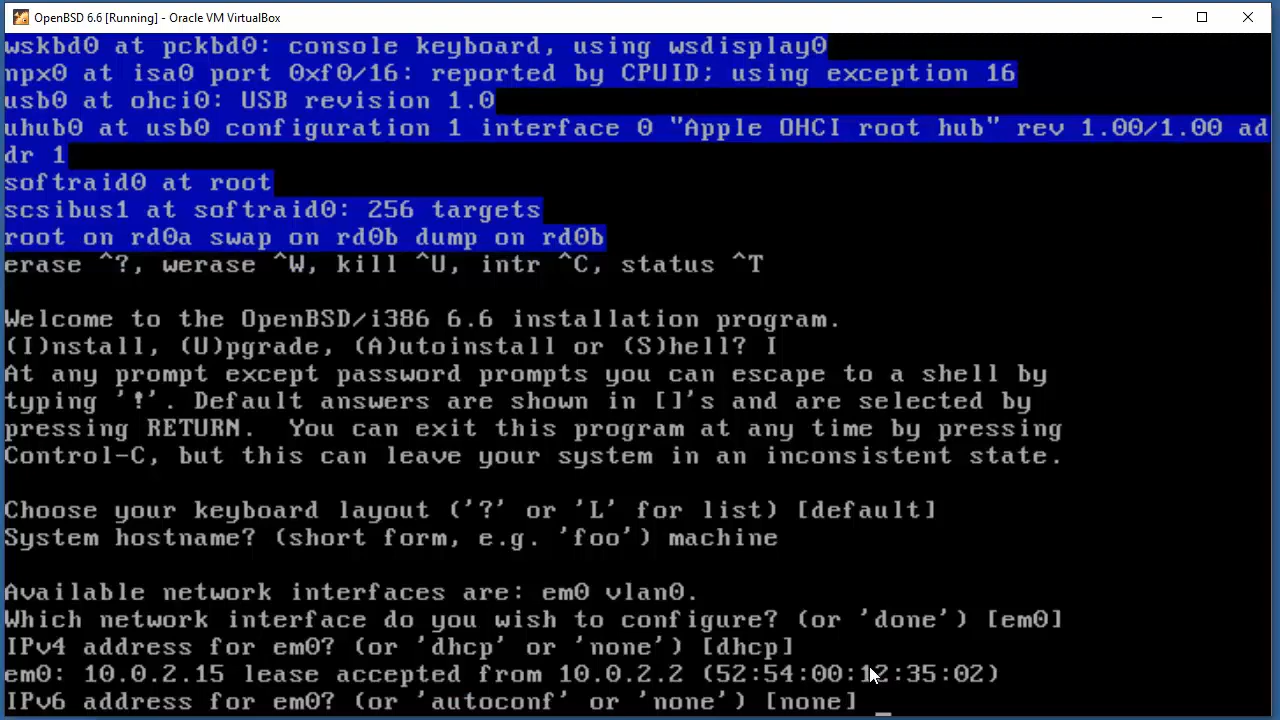 OpenBSD 6.6 [Running] - Oracle VM VirtualBox
wskbd0 at pckbd0: console keyboard, using wsdisplay0
npx0 at isa0 port 0xf0/16: reported by CPUID; using exception 16
usb0 at ohci0: USB revision 1.0
uhub0 at usb0 configuration 1 interface 0 "Apple OHCI root hub" rev 1.00/1.00 ad
dr 1
softraid0 at root
scsibus1 at softraid0: 256 targets
root on rd0a swap on rd0b dump on rd0b
erase ^?, werase ^W, kill ^U, intr ^C, status ^T
Welcome to the OpenBSD/i386 6.6 installation program.
(I)nstall, (U)pgrade, (A)utoinstall or (S)hell? I
At any prompt except password prompts you can escape to a shell by
typing '!'. Default answers are shown in []'s and are selected by
pressing RETURN.  You can exit this program at any time by pressing
Control-C, but this can leave your system in an inconsistent state.
Choose your keyboard layout ('?' or 'L' for list) [default]
System hostname? (short form, e.g. 'foo') machine
Available network interfaces are: em0 vlan0.
Which network interface do you wish to configure? (or 'done') [em0]
IPv4 address for em0? (or 'dhcp' or 'none') [dhcp]
em0: 10.0.2.15 lease accepted from 10.0.2.2 (52:54:00:12:35:02)
IPv6 address for em0? (or 'autoconf' or 'none') [none] _